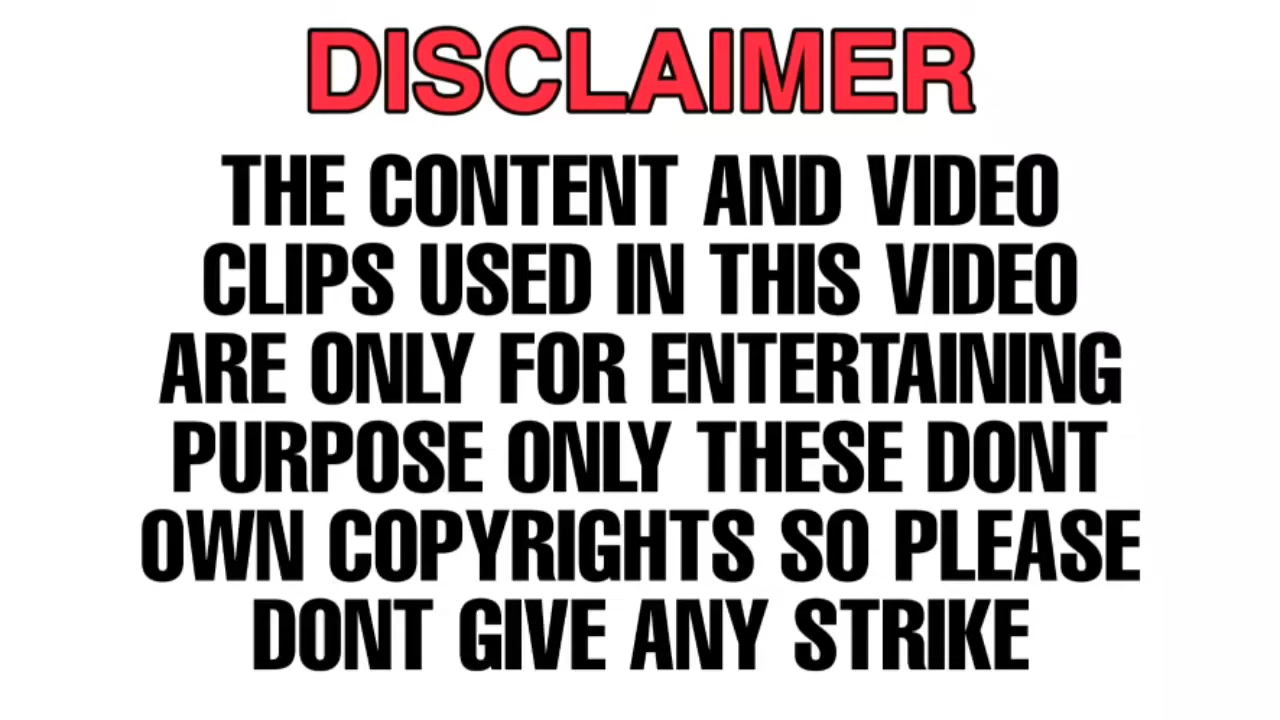 DISCLAIMER
THE CONTENT AND VIDEO
CLIPS USED IN THIS VIDEO
ARE ONLY FOR ENTERTAINING
PURPOSE ONLY THESE DONT
OWN COPYRIGHTS SO PLEASE
DONT GIVE ANY STRIKE